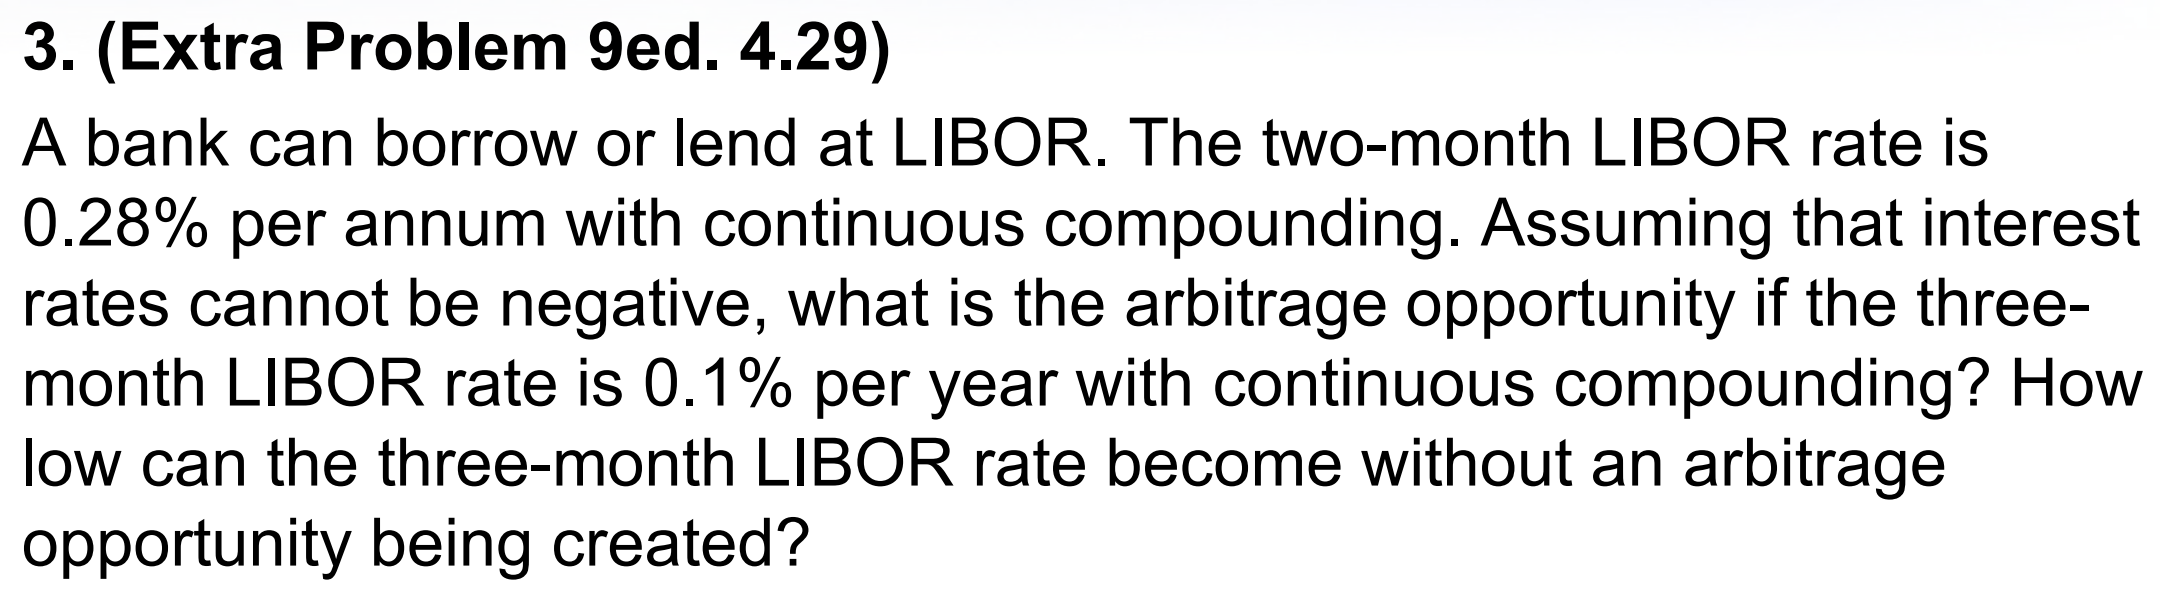 3. (Extra Problem 9ed. 4.29)
A bank can borrow or lend at LIBOR. The two-month LIBOR rate is
0.28% per annum with continuous compounding. Assuming that interest
rates cannot be negative, what is the arbitrage opportunity if the three-
month LIBOR rate is 0.1% per year with continuous compounding? How
low can the three-month LIBOR rate become without an arbitrage
opportunity being created?